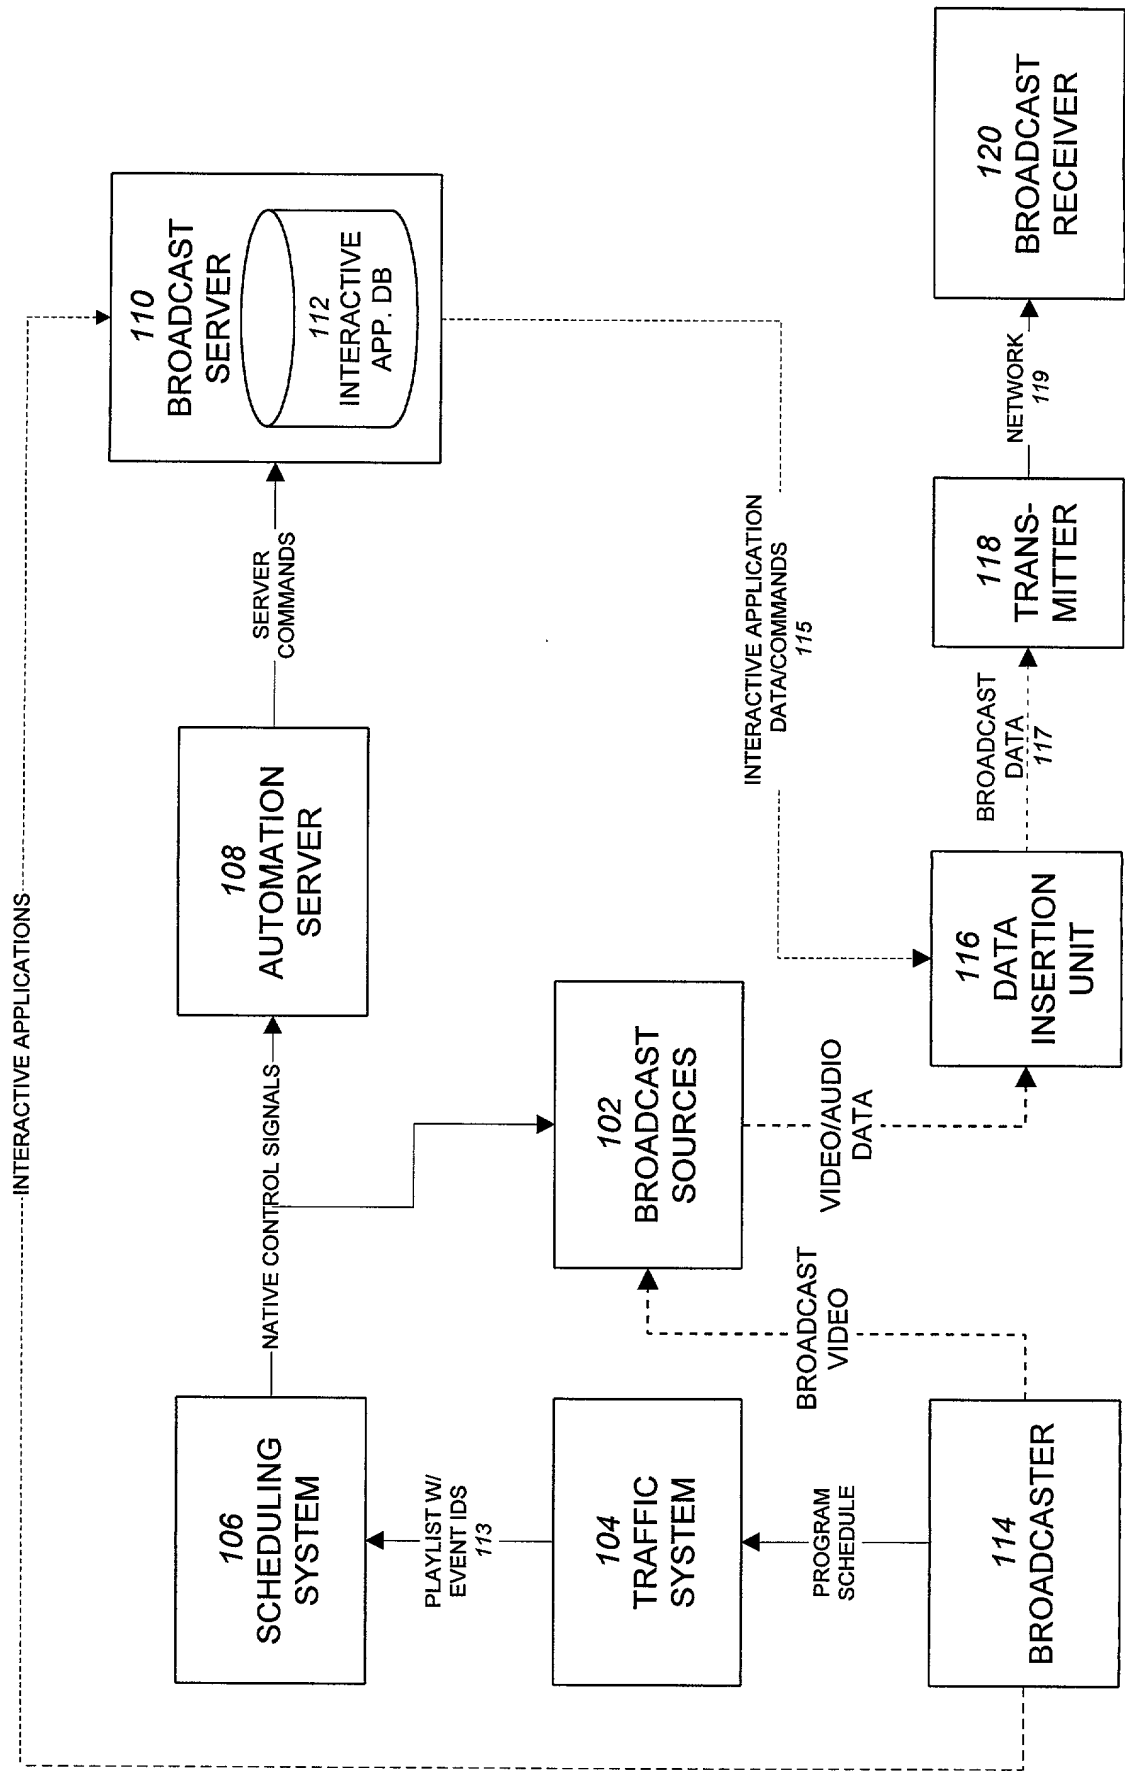 INTERACTIVE APPLICATIONS
106
SCHEDULING
SYSTEM
NATIVE CONTROL SIGNALS
108
AUTOMATION
SERVER
SERVER
COMMANDS
110
BROADCAST
SERVER
112
INTERACTIVE
APP. DB
PLAYLIST W/
EVENT IDS
113
104
TRAFFIC
SYSTEM
102
BROADCAST
SOURCES
INTERACTIVE APPLICATION
DATA/COMMANDS
115
PROGRAM
SCHEDULE
BROADCAST
VIDEO
VIDEO/AUDIO
DATA
114
BROADCASTER
116
DATA
INSERTION
UNIT
BROADCAST
DATA
117
118
TRANS-
MITTER
NETWORK
119
120
BROADCAST
RECEIVER